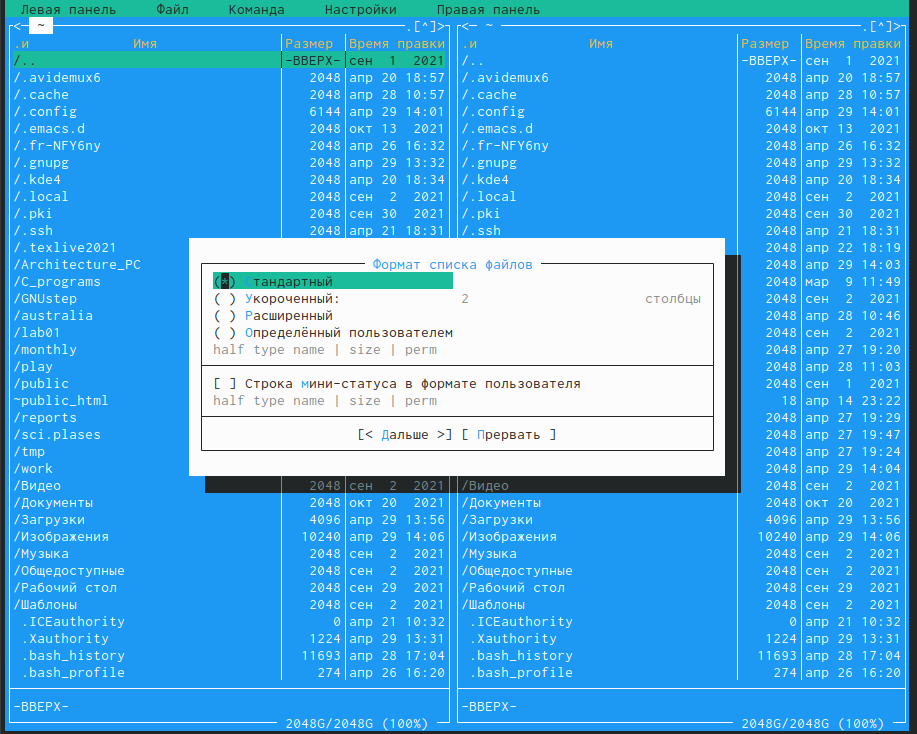 Левая панель Файл Команда Настройки Правая панель
<─ ~ .[^]> <─ ~ .[^]>
.и Имя Размер Время правки .и Имя Размер Время правки
/.. -ВВЕРХ- сен 1 2021 /.. -ВВЕРХ- сен 1 2021
/.avidemux6 2048 апр 20 18:57 /.avidemux6 2048 апр 20 18:57
/.cache 2048 апр 28 10:57 /.cache 2048 апр 28 10:57
/.config 6144 апр 29 14:01 /.config 6144 апр 29 14:01
/.emacs.d 2048 окт 13 2021 /.emacs.d 2048 окт 13 2021
/.fr-NFY6ny 2048 апр 26 16:32 /.fr-NFY6ny 2048 апр 26 16:32
/.gnupg 2048 апр 29 13:32 /.gnupg 2048 апр 29 13:32
/.kde4 2048 апр 20 18:34 /.kde4 2048 апр 20 18:34
/.local 2048 сен 2 2021 /.local 2048 сен 2 2021
/.pki 2048 сен 30 2021 /.pki 2048 сен 30 2021
/.ssh 2048 апр 21 18:31 /.ssh 2048 апр 21 18:31
/.texlive2021 2048 апр 22 18:19
/Architecture_PC Формат списка файлов 2048 апр 29 14:03
/C_programs (*) Стандартный 2048 мар 9 11:49
/GNUstep ( ) Укороченный: 2 столбцы 2048 сен 2 2021
/australia ( ) Расширенный 2048 апр 28 10:46
/lab01 ( ) Определённый пользователем 2048 сен 2 2021
/monthly half type name | size | perm 2048 апр 27 19:20
/play 2048 апр 28 11:03
/public [ ] Строка мини-статуса в формате пользователя 2048 сен 1 2021
~public_html half type name | size | perm 18 апр 14 23:22
/reports 2048 апр 27 19:29
/sci.plases [< Дальше >] [ Прервать ] 2048 апр 27 19:47
/tmp 2048 апр 27 19:24
/work 2048 апр 29 14:04
/Видео 2048 сен 2 2021 /Видео 2048 сен 2 2021
/Документы 2048 окт 20 2021 /Документы 2048 окт 20 2021
/Загрузки 4096 апр 29 13:56 /Загрузки 4096 апр 29 13:56
/Изображения 10240 апр 29 14:06 /Изображения 10240 апр 29 14:06
/Музыка 2048 сен 2 2021 /Музыка 2048 сен 2 2021
/Общедоступные 2048 сен 2 2021 /Общедоступные 2048 сен 2 2021
/Рабочий стол 2048 сен 29 2021 /Рабочий стол 2048 сен 29 2021
/Шаблоны 2048 сен 2 2021 /Шаблоны 2048 сен 2 2021
.ICEauthority 0 апр 21 10:32 .ICEauthority 0 апр 21 10:32
.Xauthority 1224 апр 29 13:31 .Xauthority 1224 апр 29 13:31
.bash_history 11693 апр 28 17:04 .bash_history 11693 апр 28 17:04
.bash_profile 274 апр 26 16:20 .bash_profile 274 апр 26 16:20
-ВВЕРХ- -ВВЕРХ-
2048G/2048G (100%) 2048G/2048G (100%)